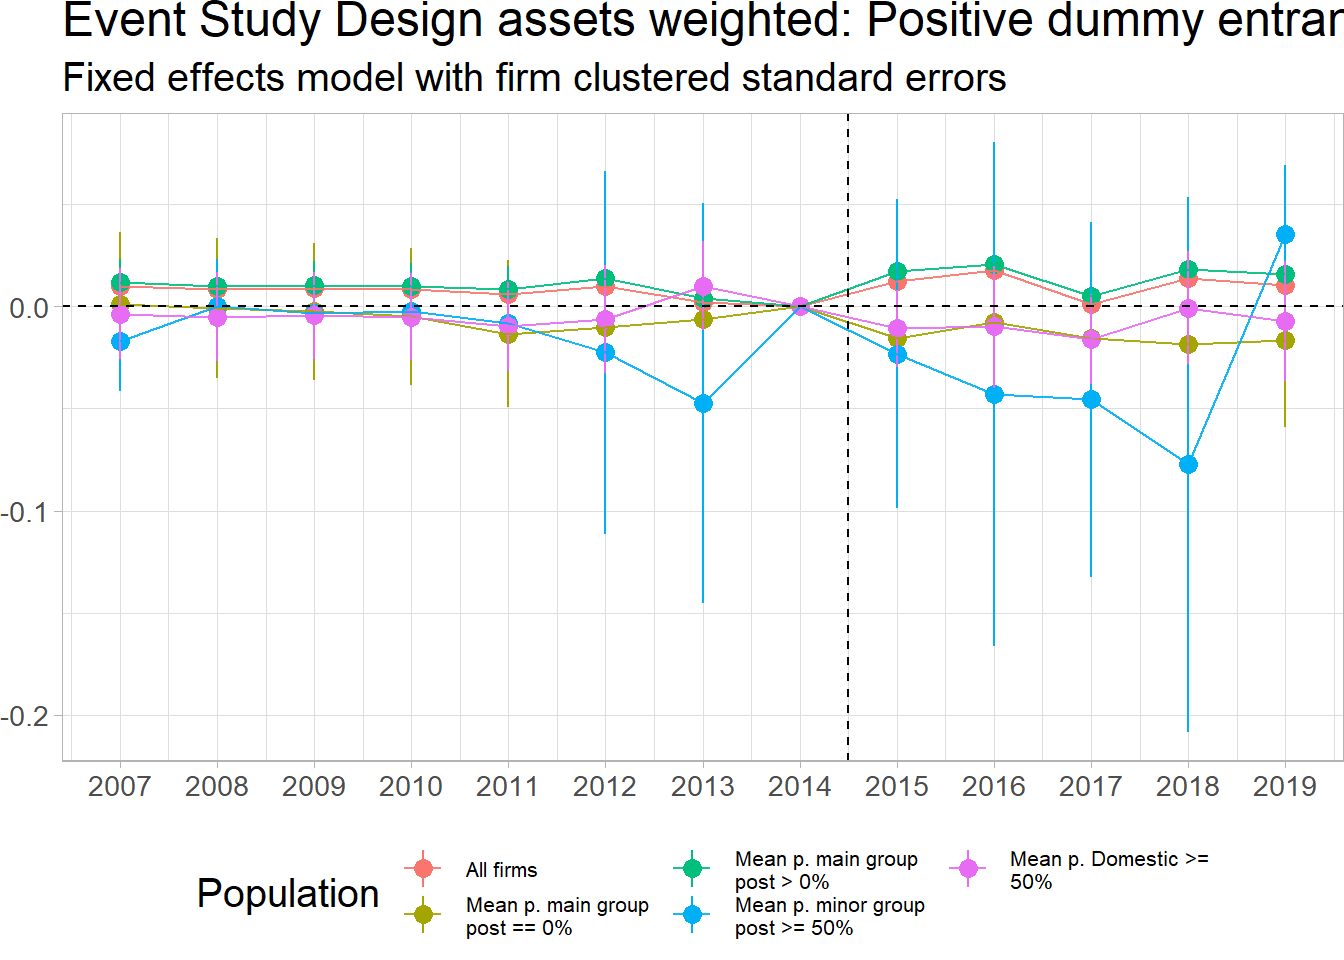 Event Study Design assets weighted: Positive dummy
Fixed effects model with firm clustered standard errors
0.0
-0.1
-0.2
2007 2008 2009 2010 2011 2012 2013 2014 2015 2016 2017 2018 2019
Population
All firms
Mean p. main group
post == 0%
Mean p. main group
post > 0%
Mean p. minor group
post >= 50%
Mean p. Domestic >=
50%